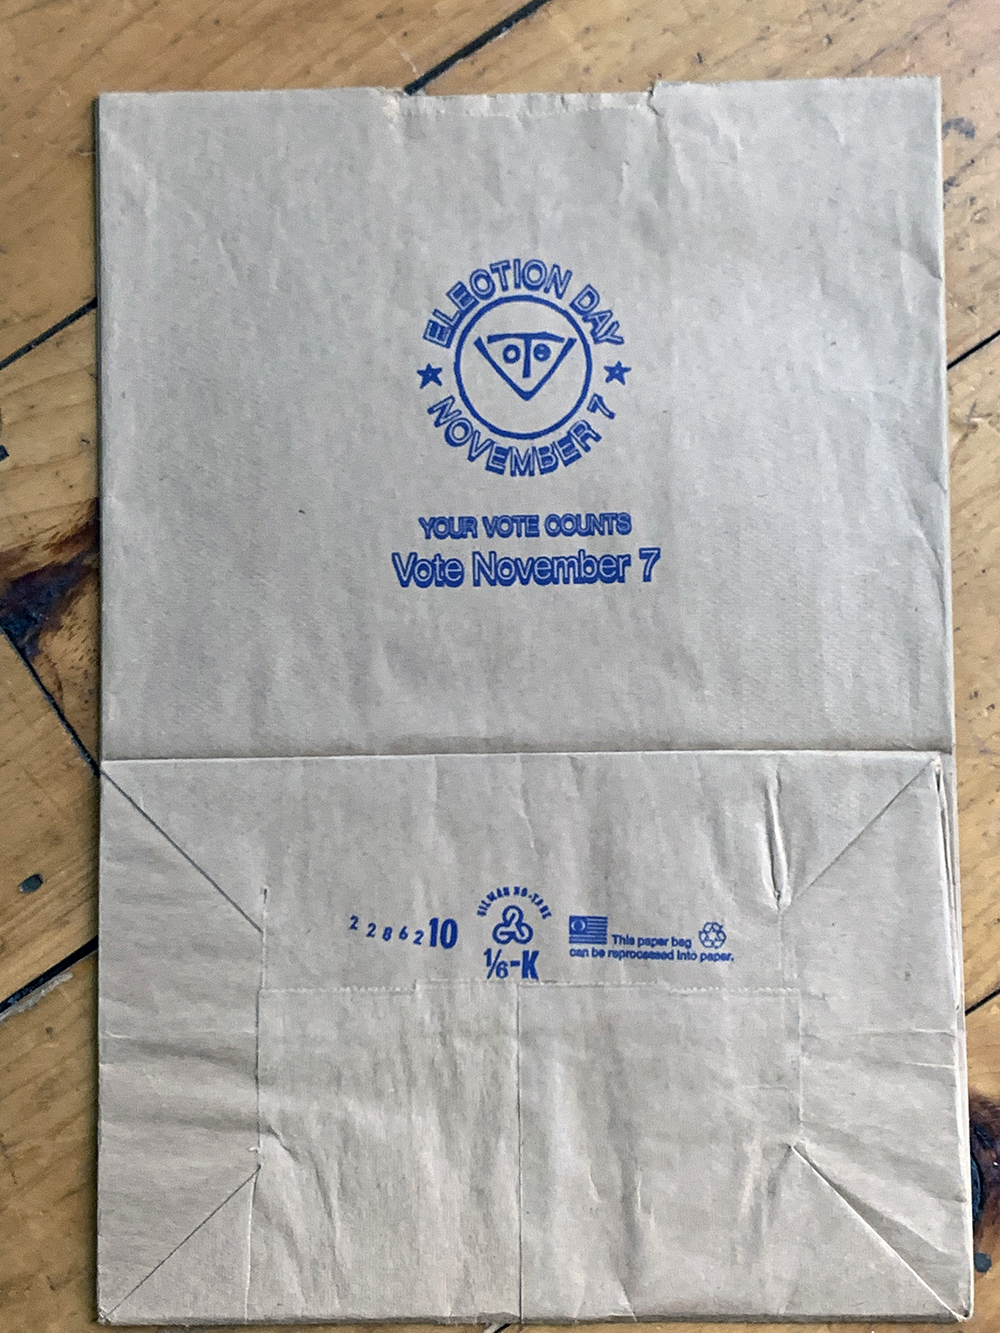 ELECTION DAY
VOTE
★ ★
NOVEMBER 7
YOUR VOTE COUNTS
Vote November 7
2286210
GILMAN NO-TARE
1/6-K
This paper bag
can be reprocessed into paper.